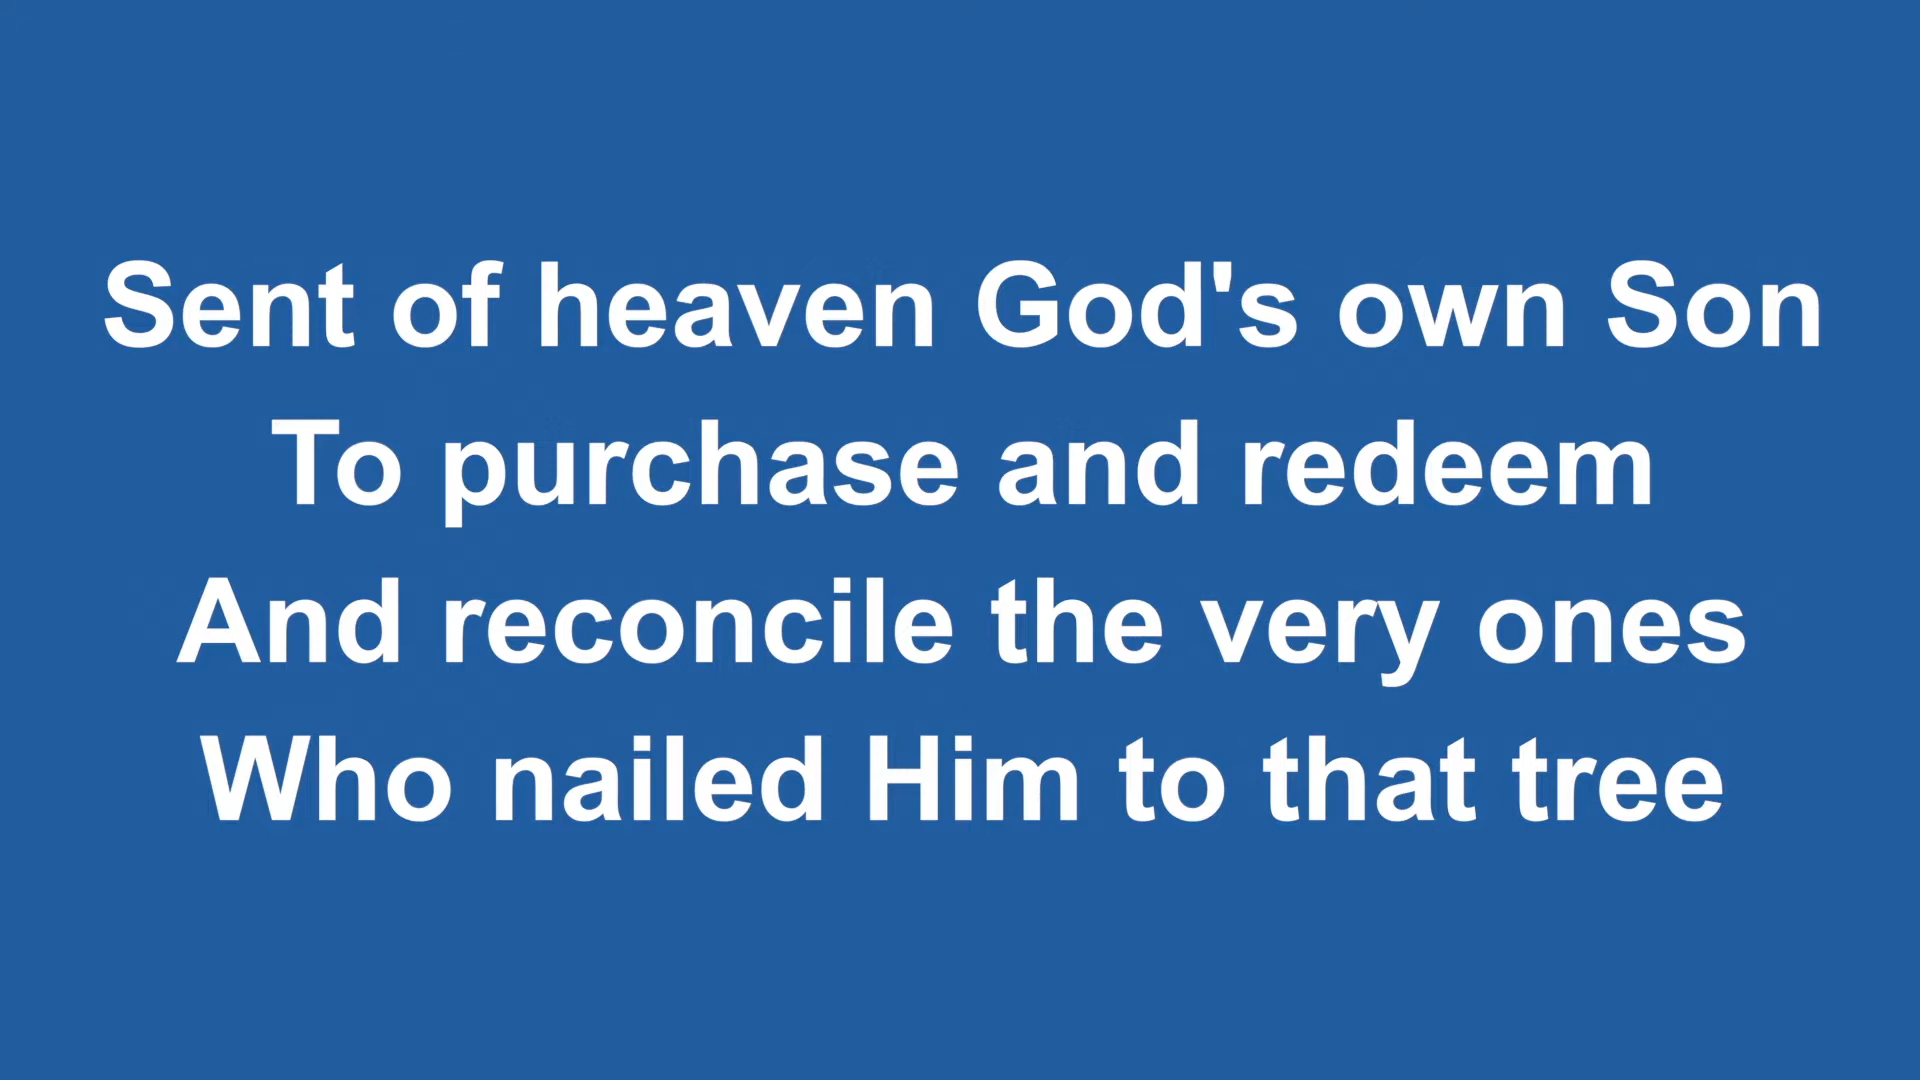 Sent of heaven God's own Son
To purchase and redeem
And reconcile the very ones
Who nailed Him to that tree